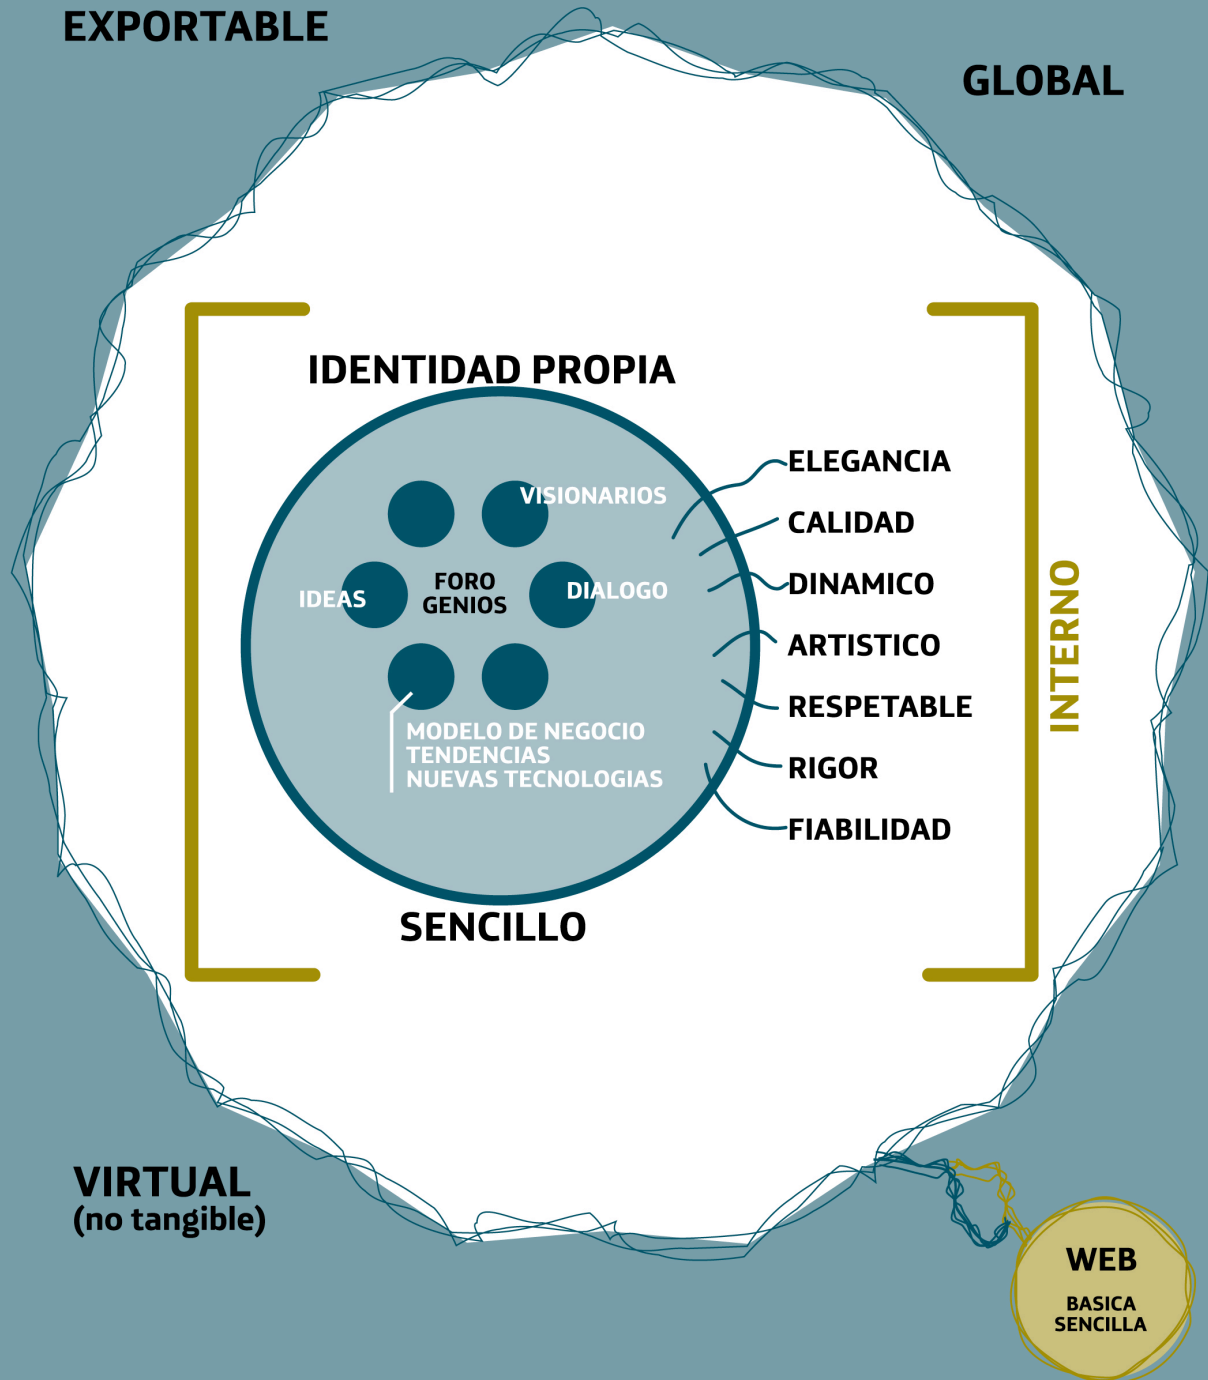 EXPORTABLE
GLOBAL
IDENTIDAD PROPIA
VISIONARIOS
IDEAS
FORO
GENIOS
DIALOGO
MODELO DE NEGOCIO
TENDENCIAS
NUEVAS TECNOLOGIAS
SENCILLO
ELEGANCIA
CALIDAD
DINAMICO
ARTISTICO
RESPETABLE
RIGOR
FIABILIDAD
INTERNO
VIRTUAL
(no tangible)
WEB
BASICA
SENCILLA